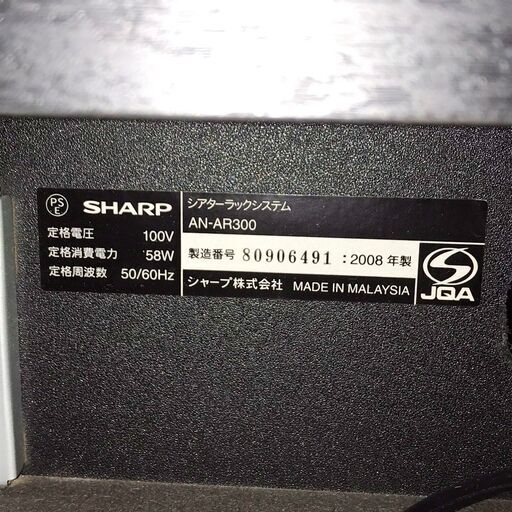 PS
E
SHARP
定格電圧 100V
定格消費電力 58W
定格周波数 50/60Hz
シアターラックシステム
AN-AR300
製造番号 80906491 : 2008 年製
シャープ株式会社 MADE IN MALAYSIA
JQA